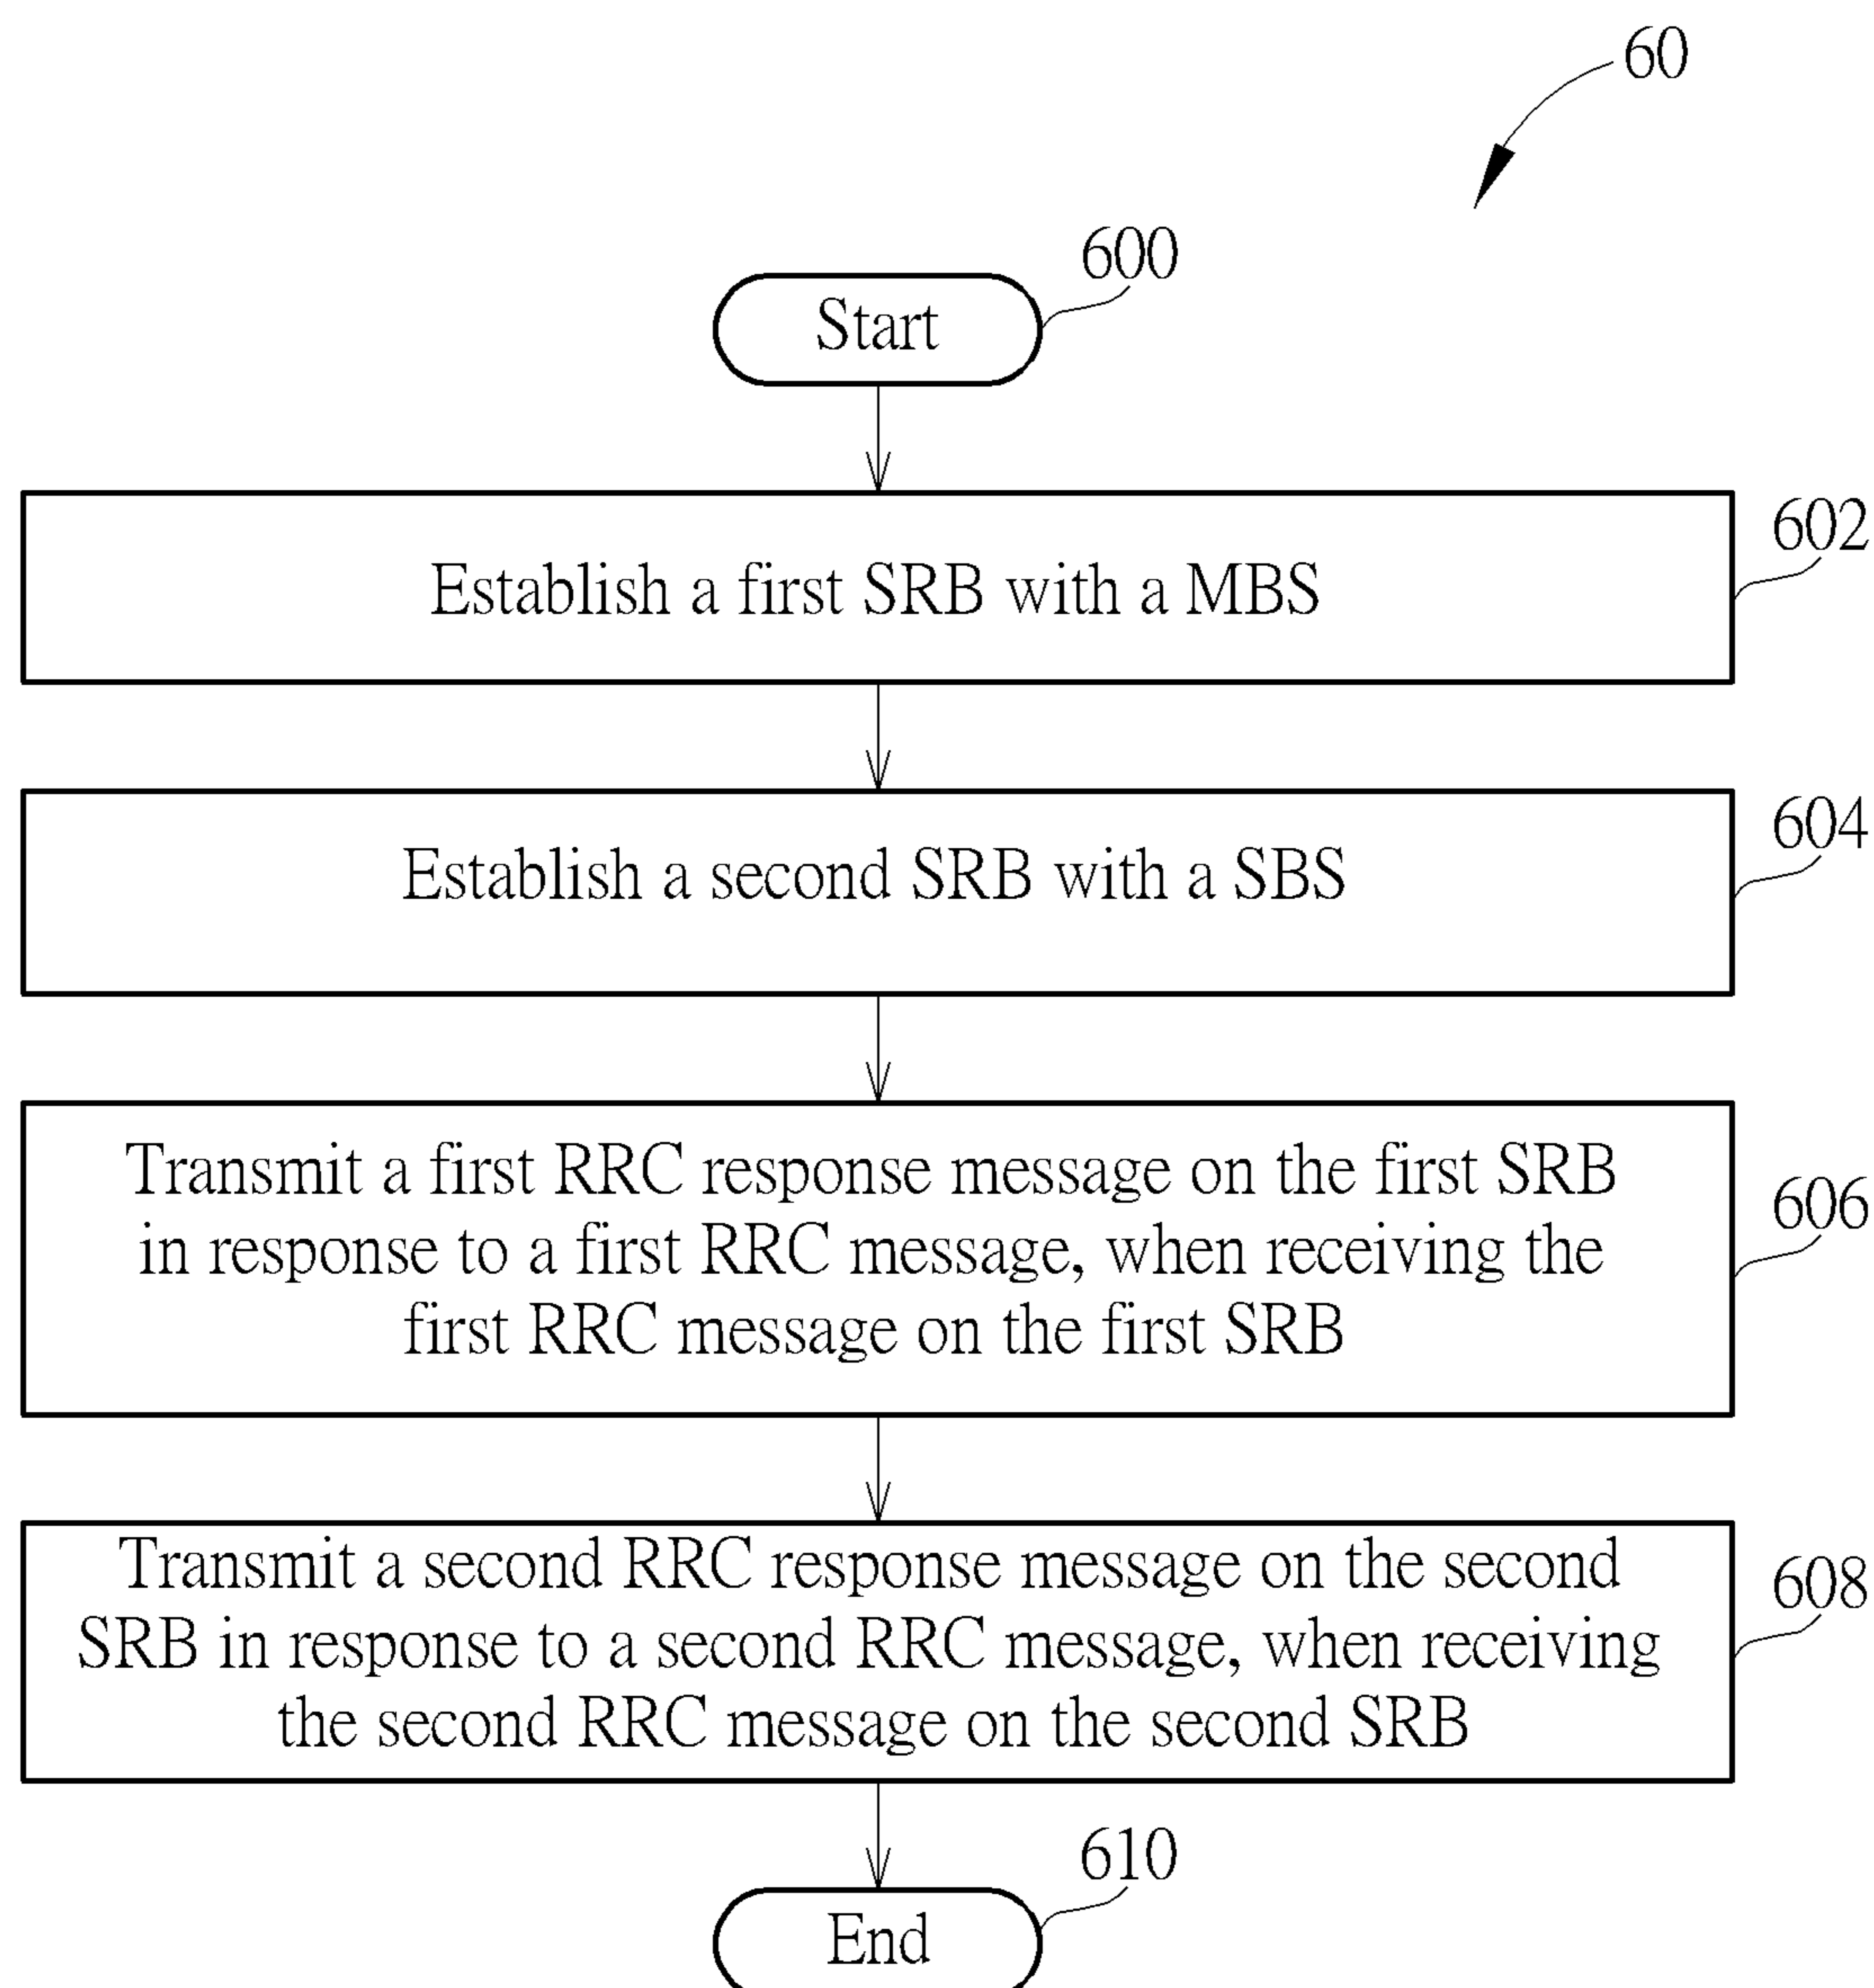 60
600
Start
602
Establish a first SRB with a MBS
604
Establish a second SRB with a SBS
Transmit a first RRC response message on the first SRB
606
in response to a first RRC message, when receiving the
first RRC message on the first SRB
Transmit a second RRC response message on the second
608
SRB in response to a second RRC message, when receiving
the second RRC message on the second SRB
610
End